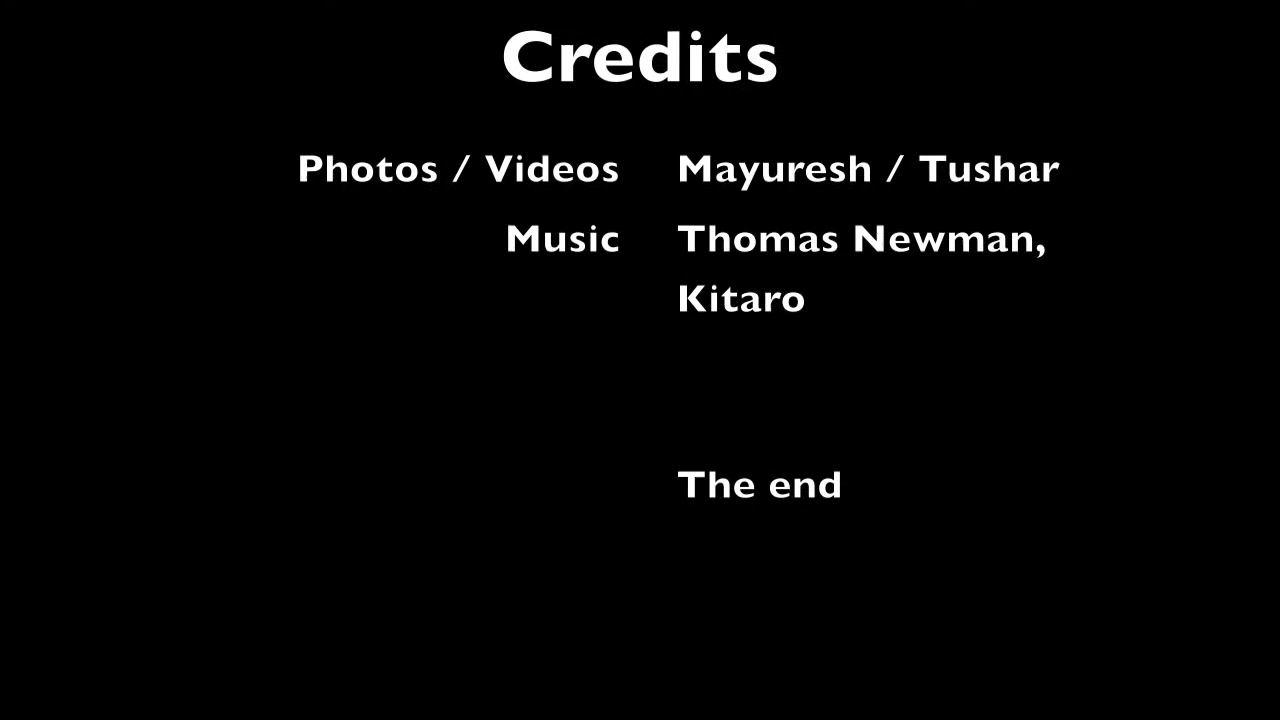 Credits
Photos / Videos Mayuresh / Tushar
Music Thomas Newman,
Kitaro
The end